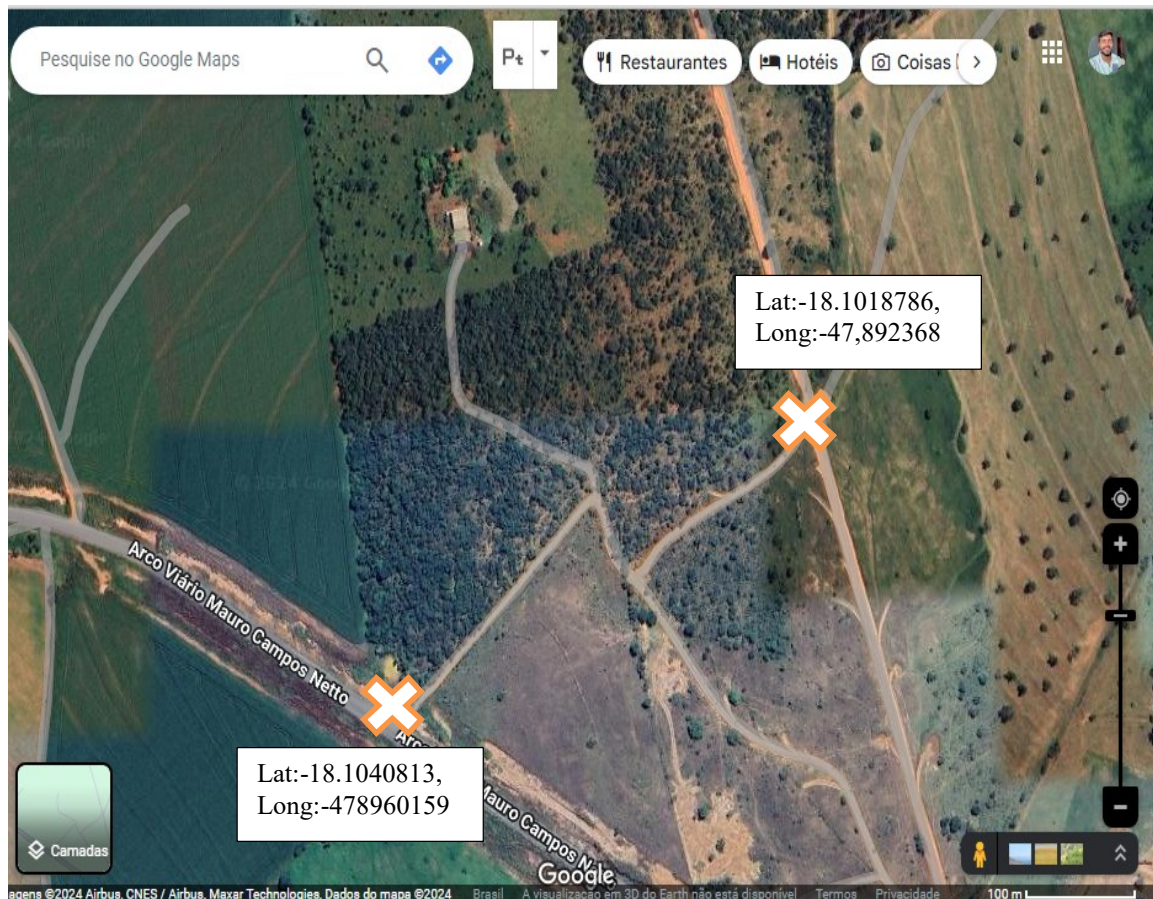 Pesquise no Google Maps
Restaurantes
Hotéis
Coisas
Lat:-18.1018786,
Long:-47,892368
Arco Viário Mauro Campos Netto
Lat:-18.1040813,
Long:-478960159
Mauro Campos
Camadas
Google
agens ©2024 Airbus, CNES / Airbus, Maxar Technologies, Dados do mapa ©2024 Brasil A visualização em 3D do Earth não está disponível Termos Privacidade 100 m